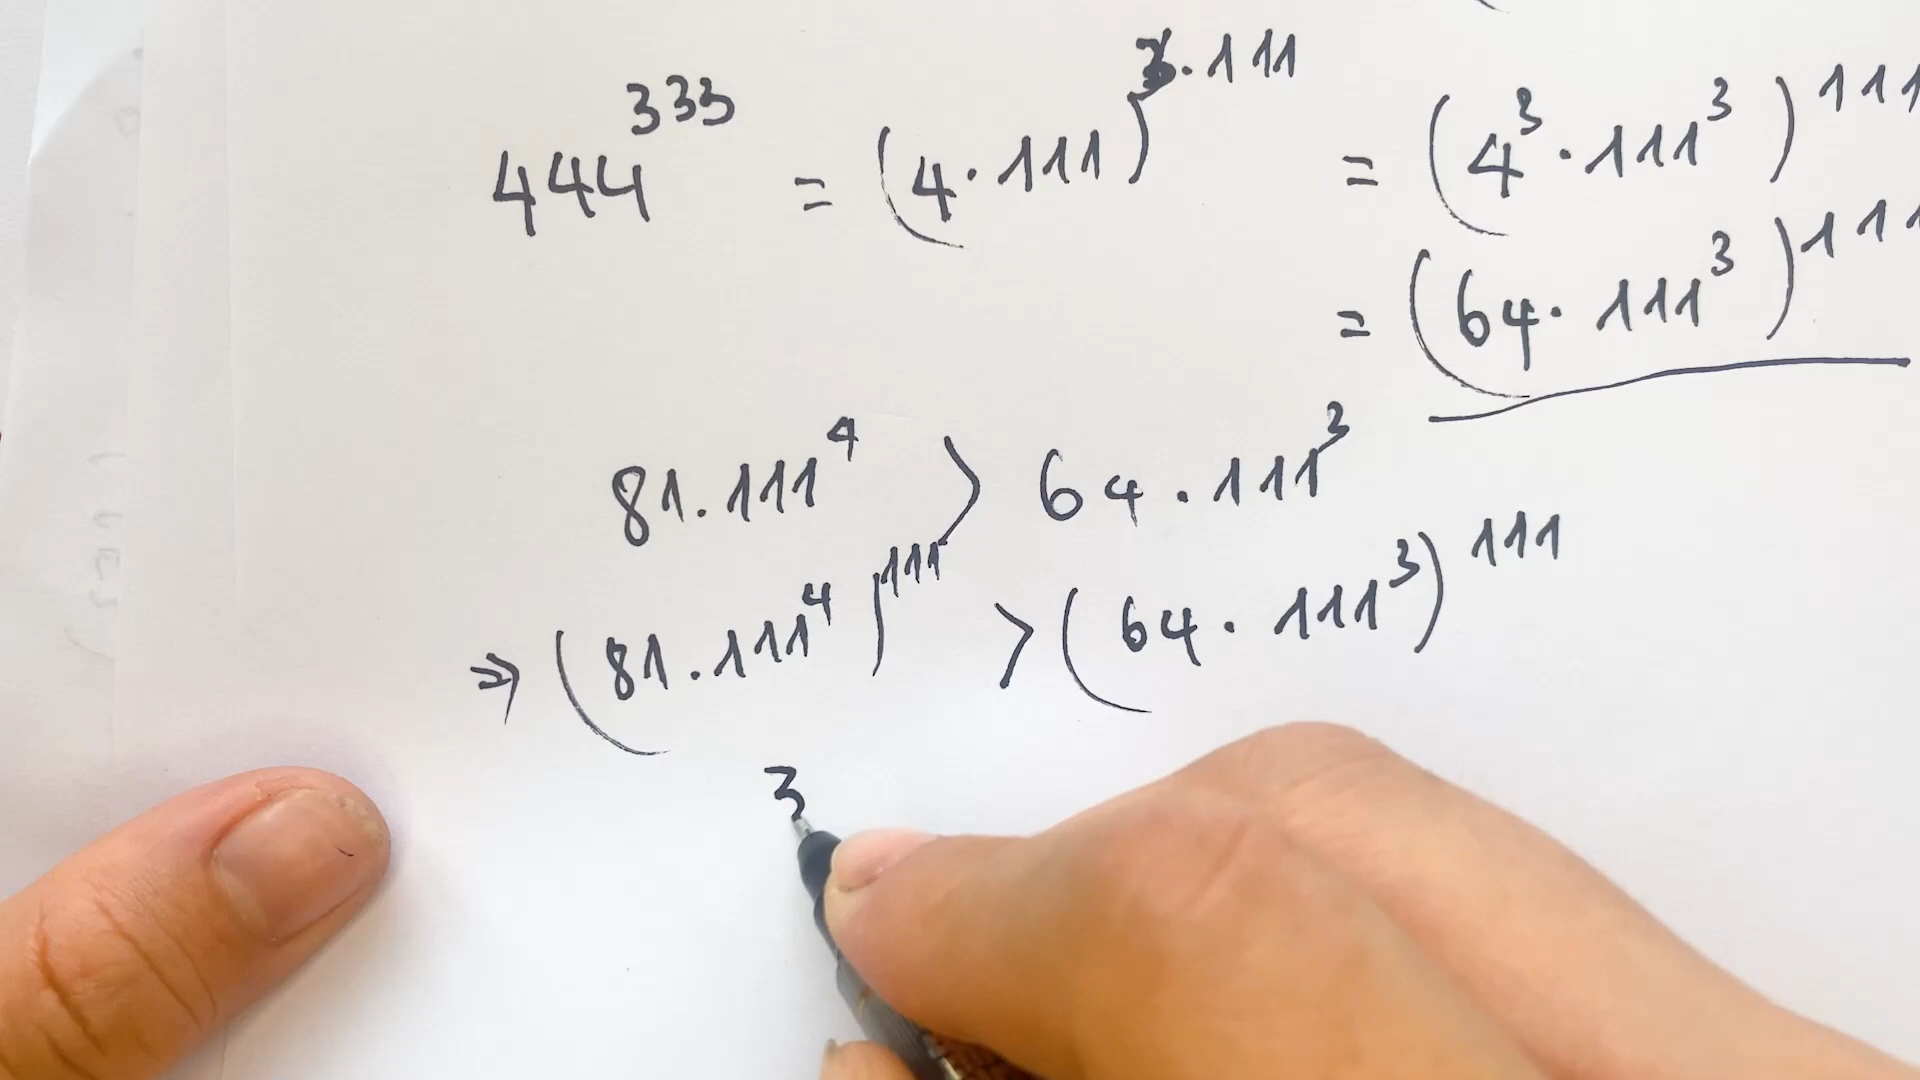 444^333 = (4·111)^3·111 = (4^3·111^3)^111
= (64·111^3)^111
81.111^4 > 64.111^3
⇒ (81.111^4)^111 > (64·111^3)^111
3